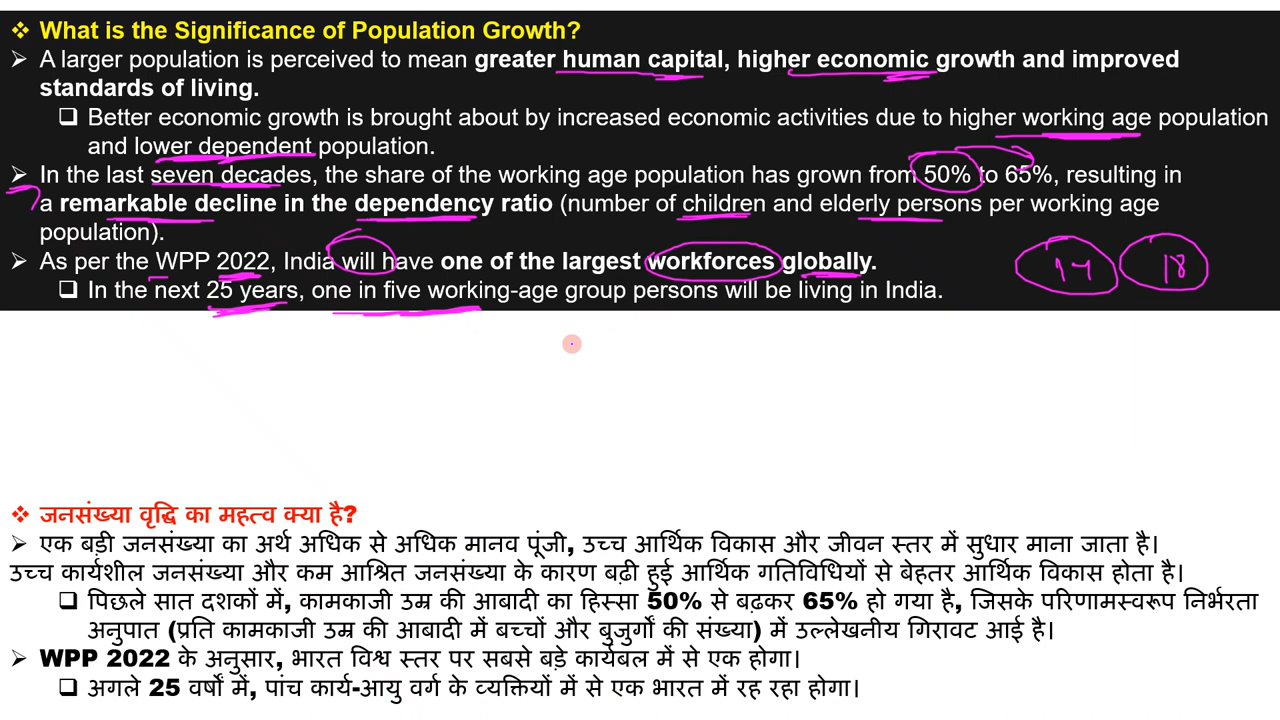 ❖ What is the Significance of Population Growth?
➢ A larger population is perceived to mean greater human capital, higher economic growth and improved
standards of living.
❑ Better economic growth is brought about by increased economic activities due to higher working age population
and lower dependent population.
➢ In the last seven decades, the share of the working age population has grown from 50% to 65%, resulting in
a remarkable decline in the dependency ratio (number of children and elderly persons per working age
population).
➢ As per the WPP 2022, India will have one of the largest workforces globally.
14 18
❑ In the next 25 years, one in five working-age group persons will be living in India.
❖ जनसंख्या वृद्धि का महत्व क्या है?
➢ एक बड़ी जनसंख्या का अर्थ अधिक से अधिक मानव पूंजी, उच्च आर्थिक विकास और जीवन स्तर में सुधार माना जाता है।
उच्च कार्यशील जनसंख्या और कम आश्रित जनसंख्या के कारण बढ़ी हुई आर्थिक गतिविधियों से बेहतर आर्थिक विकास होता है।
❑ पिछले सात दशकों में, कामकाजी उम्र की आबादी का हिस्सा 50% से बढ़कर 65% हो गया है, जिसके परिणामस्वरूप निर्भरता
अनुपात (प्रति कामकाजी उम्र की आबादी में बच्चों और बुजुर्गों की संख्या) में उल्लेखनीय गिरावट आई है।
➢ WPP 2022 के अनुसार, भारत विश्व स्तर पर सबसे बड़े कार्यबल में से एक होगा।
❑ अगले 25 वर्षों में, पांच कार्य-आयु वर्ग के व्यक्तियों में से एक भारत में रह रहा होगा।